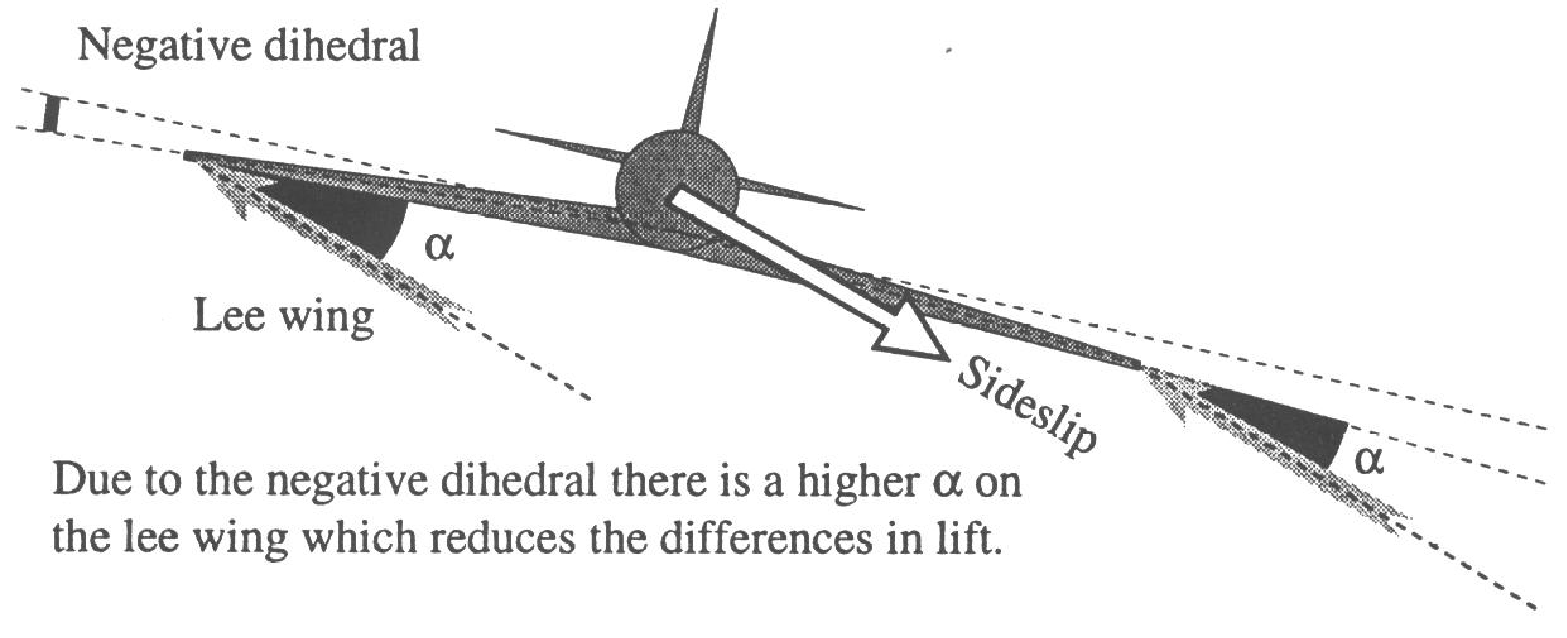 Negative dihedral
α
Lee wing
Sideslip
α
Due to the negative dihedral there is a higher α on
the lee wing which reduces the differences in lift.